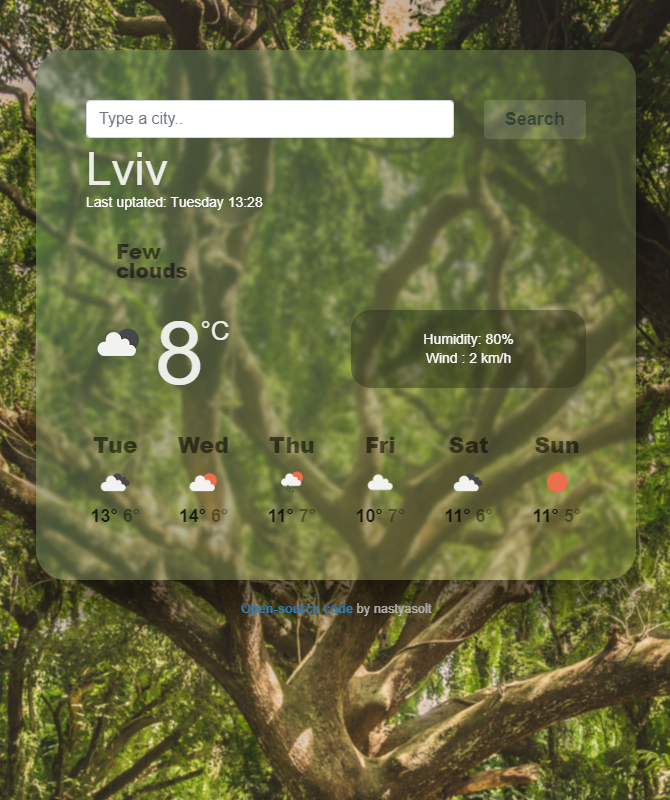 Type a city..
Search
Lviv
Last uptated: Tuesday 13:28
Few
clouds
8°C
Humidity: 80%
Wind : 2 km/h
Tue Wed Thu Fri Sat Sun
13° 6° 14° 6° 11° 7° 10° 7° 11° 6° 11° 5°
Open-source code by nastyasolt